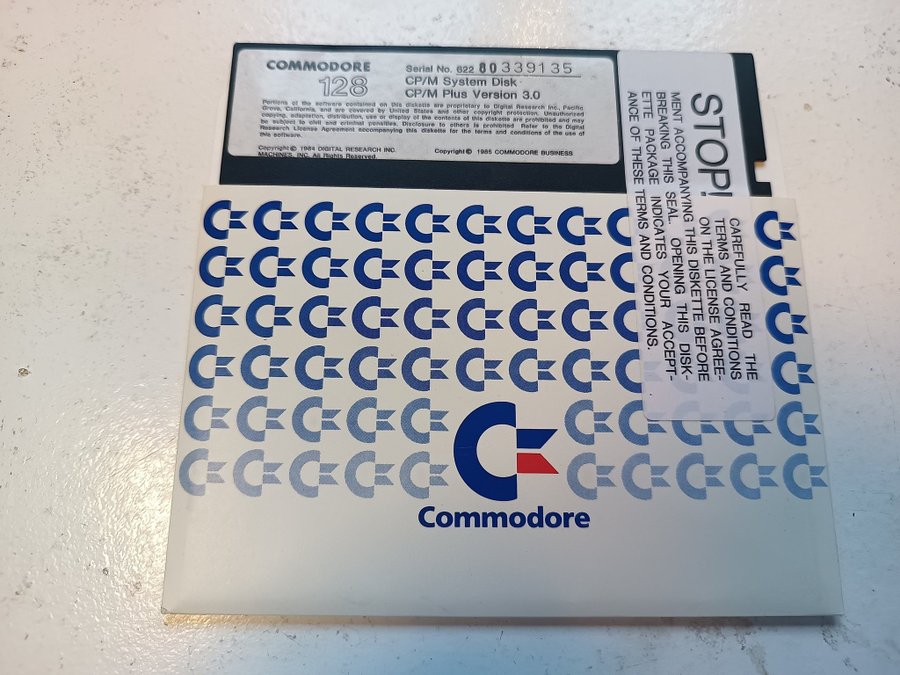 COMMODORE
128
Serial No. 622 80339135
CP/M System Disk
CP/M Plus Version 3.0
Portions of the software contained on this diskette are proprietary to Digital Research Inc., Pacific
Grove, California, and are covered by United States and other copyright protection. Unauthorized
copying, adaptation, distribution, use or display of the contents of this diskette are prohibited and may
be subject to civil and criminal penalties. Disclosure to others is prohibited. Refer to the Digital
Research License Agreement accompanying this diskette for the terms and conditions of the use of
this software.
Copyright © 1984 DIGITAL RESEARCH INC.
Copyright © 1985 COMMODORE BUSINESS
MACHINES, INC. All Rights Reserved.
STOP!
CAREFULLY READ THE
TERMS AND CONDITIONS
ON THE LICENSE AGREE-
MENT ACCOMPANYING THIS DISKETTE BEFORE
BREAKING THIS SEAL. OPENING THIS DISK-
ETTE PACKAGE INDICATES YOUR ACCEPT-
ANCE OF THESE TERMS AND CONDITIONS.
Commodore